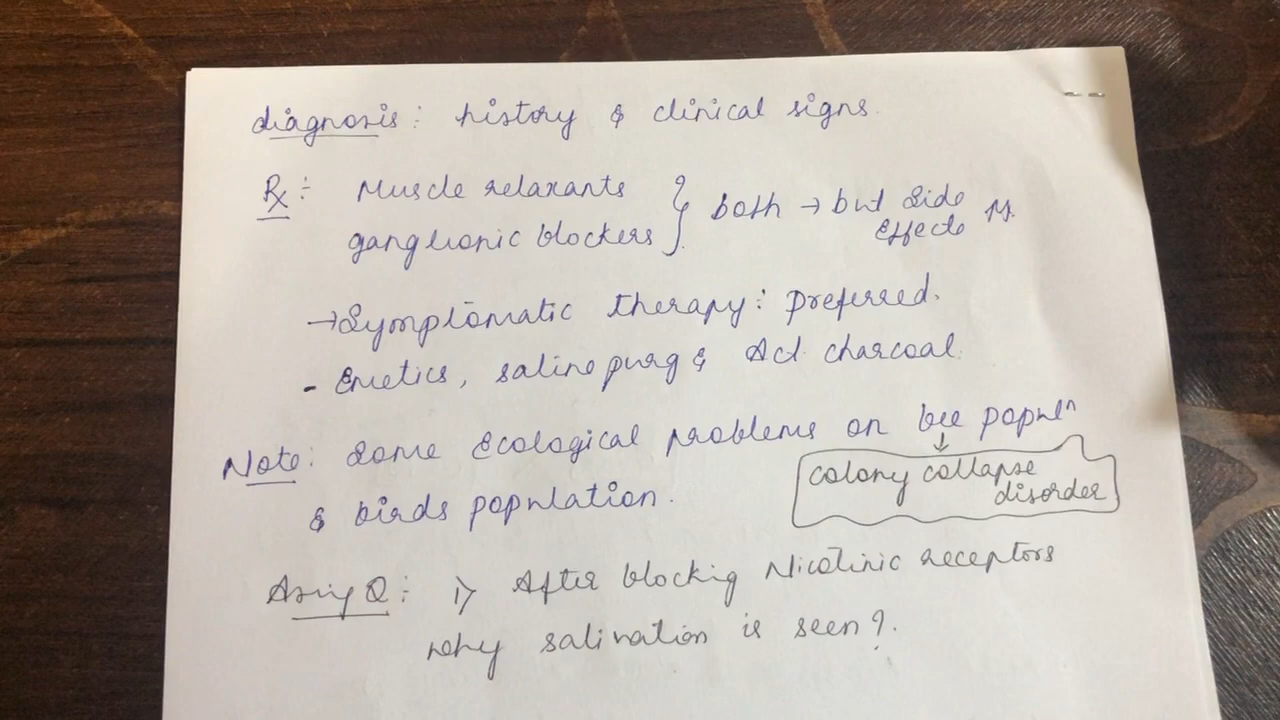 diagnosis: history & clinical signs.
Rx: Muscle relaxants
ganglionic blockers } both → but side effects ↑↑.
→ Symptomatic therapy: preferred.
- Emetics, saline purg & Act. charcoal.
Note: Some Ecological problems on bee popul^n
↓
colony collapse
disorder
& birds population.
Q: 1) After blocking Nicotinic receptors
why salivation is seen?.